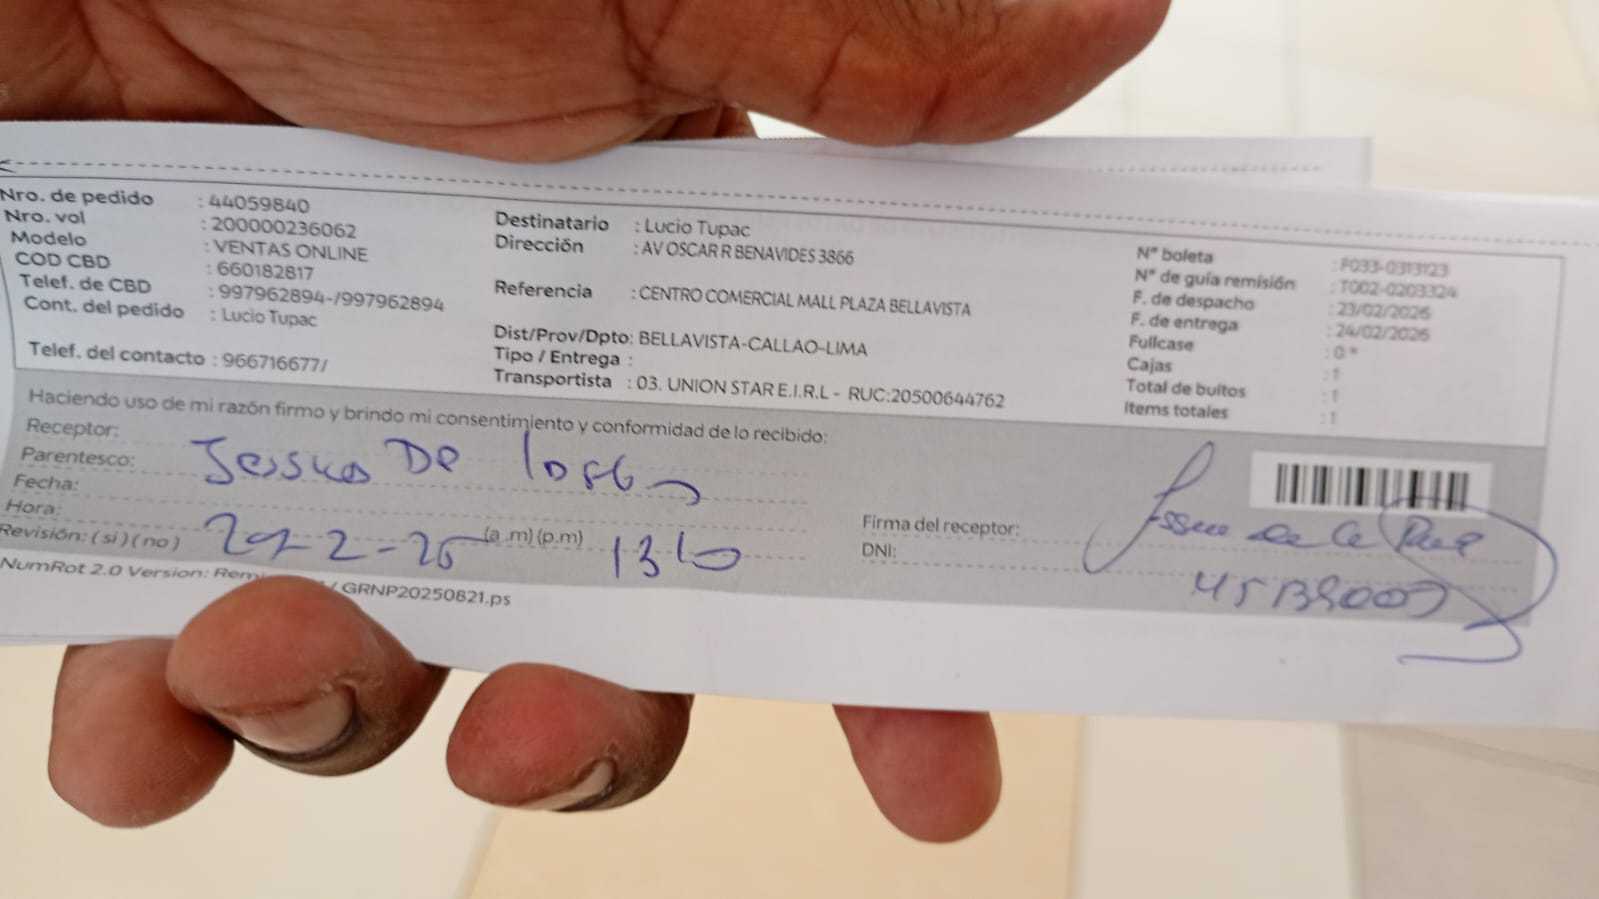 Nro. de pedido : 44059840
Nro. vol : 200000236062
Modelo : VENTAS ONLINE
COD CBD : 660182817
Telef. de CBD : 997962894-/997962894
Cont. del pedido : Lucio Tupac
Telef. del contacto : 966716677/
Destinatario : Lucio Tupac
Dirección : AV OSCAR R BENAVIDES 3866
Referencia : CENTRO COMERCIAL MALL PLAZA BELLAVISTA
Dist/Prov/Dpto: BELLAVISTA-CALLAO-LIMA
Tipo / Entrega :
Transportista : 03. UNION STAR E.I.R.L - RUC:20500644762
N° boleta : F033-0313123
N° de guía remisión : T002-0203324
F. de despacho : 23/02/2026
F. de entrega : 24/02/2026
Fullcase : 0 *
Cajas : 1
Total de bultos : 1
Items totales : 1
Haciendo uso de mi razón firmo y brindo mi consentimiento y conformidad de lo recibido:
Receptor:
Parentesco: De
Fecha:
Hora: (a .m) (p.m)
Revisión: ( si ) ( no )
Firma del receptor:
DNI:
NumRot 2.0 Version: / GRNP20250821.ps